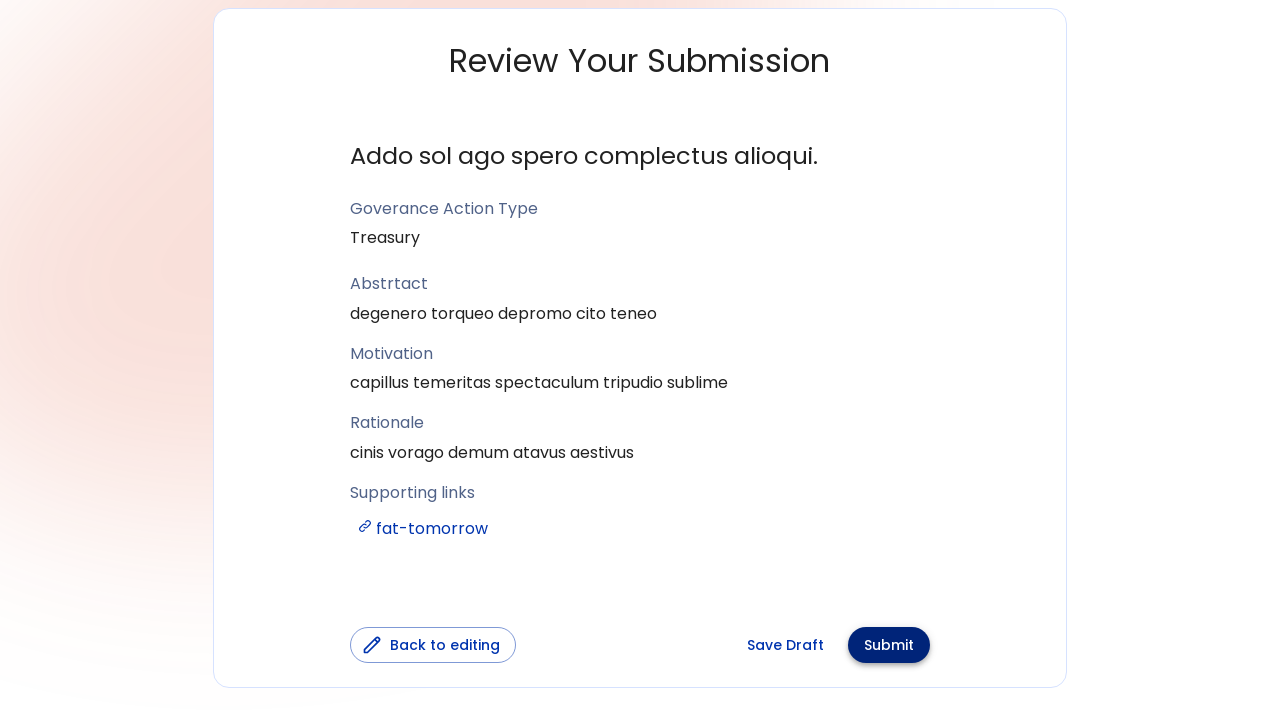 Review Your Submission
Addo sol ago spero complectus alioqui.
Goverance Action Type
Treasury
Abstrtact
degenero torqueo depromo cito teneo
Motivation
capillus temeritas spectaculum tripudio sublime
Rationale
cinis vorago demum atavus aestivus
Supporting links
fat-tomorrow
Back to editing
Save Draft
Submit